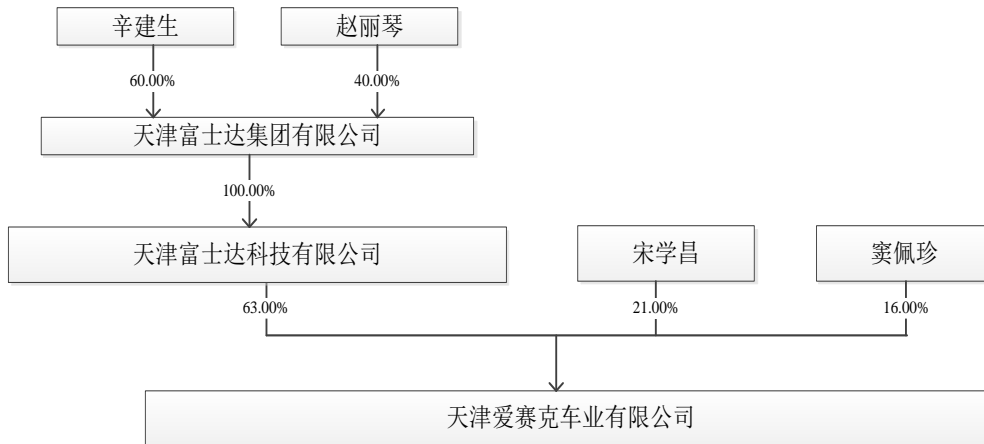 辛建生
赵丽琴
60.00%
40.00%
天津富士达集团有限公司
100.00%
天津富士达科技有限公司
宋学昌
窦佩珍
63.00%
21.00%
16.00%
天津爱赛克车业有限公司